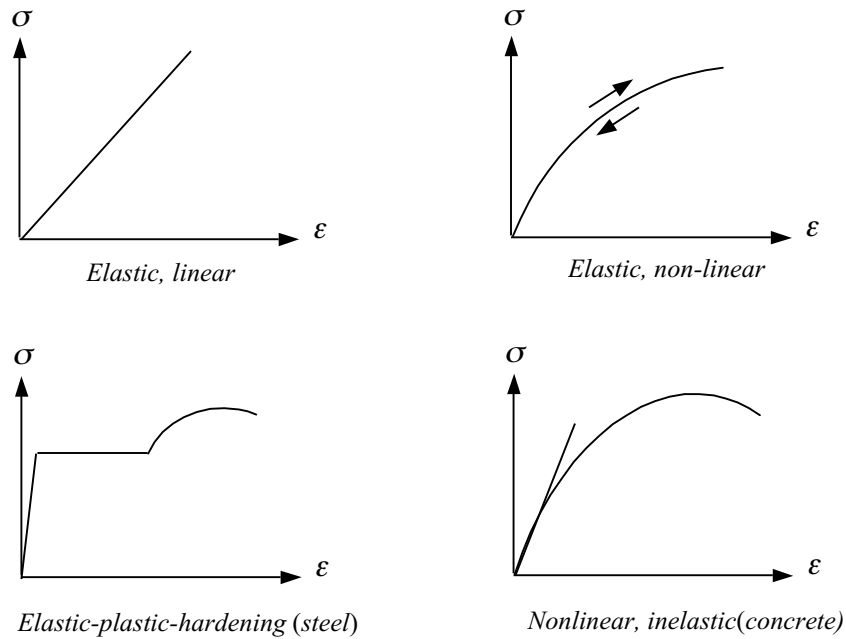 σ
σ
ε
ε
Elastic, linear
Elastic, non-linear
σ
σ
ε
ε
Elastic-plastic-hardening (steel)
Nonlinear, inelastic(concrete)